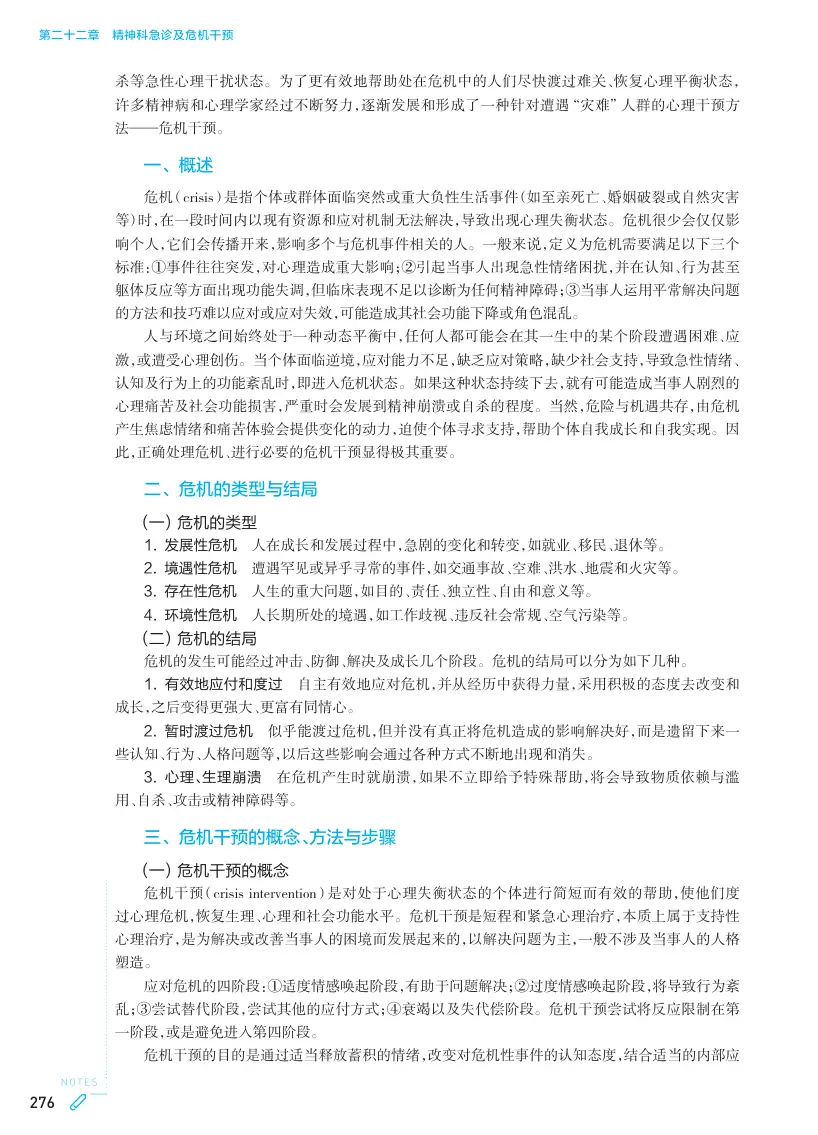 第二十二章　精神科急诊及危机干预
杀等急性心理干扰状态。为了更有效地帮助处在危机中的人们尽快渡过难关、恢复心理平衡状态，
许多精神病和心理学家经过不断努力，逐渐发展和形成了一种针对遭遇“灾难”人群的心理干预方
法——危机干预。
一、概述
危机（crisis）是指个体或群体面临突然或重大负性生活事件（如至亲死亡、婚姻破裂或自然灾害
等）时，在一段时间内以现有资源和应对机制无法解决，导致出现心理失衡状态。危机很少会仅仅影
响个人，它们会传播开来，影响多个与危机事件相关的人。一般来说，定义为危机需要满足以下三个
标准：①事件往往突发，对心理造成重大影响；②引起当事人出现急性情绪困扰，并在认知、行为甚至
躯体反应等方面出现功能失调，但临床表现不足以诊断为任何精神障碍；③当事人运用平常解决问题
的方法和技巧难以应对或应对失效，可能造成其社会功能下降或角色混乱。
人与环境之间始终处于一种动态平衡中，任何人都可能会在其一生中的某个阶段遭遇困难、应
激，或遭受心理创伤。当个体面临逆境，应对能力不足，缺乏应对策略，缺少社会支持，导致急性情绪、
认知及行为上的功能紊乱时，即进入危机状态。如果这种状态持续下去，就有可能造成当事人剧烈的
心理痛苦及社会功能损害，严重时会发展到精神崩溃或自杀的程度。当然，危险与机遇共存，由危机
产生焦虑情绪和痛苦体验会提供变化的动力，迫使个体寻求支持，帮助个体自我成长和自我实现。因
此，正确处理危机、进行必要的危机干预显得极其重要。
二、危机的类型与结局
（一）危机的类型
1. 发展性危机　人在成长和发展过程中，急剧的变化和转变，如就业、移民、退休等。
2. 境遇性危机　遭遇罕见或异乎寻常的事件，如交通事故、空难、洪水、地震和火灾等。
3. 存在性危机　人生的重大问题，如目的、责任、独立性、自由和意义等。
4. 环境性危机　人长期所处的境遇，如工作歧视、违反社会常规、空气污染等。
（二）危机的结局
危机的发生可能经过冲击、防御、解决及成长几个阶段。危机的结局可以分为如下几种。
1. 有效地应付和度过　自主有效地应对危机，并从经历中获得力量，采用积极的态度去改变和
成长，之后变得更强大、更富有同情心。
2. 暂时渡过危机　似乎能渡过危机，但并没有真正将危机造成的影响解决好，而是遗留下来一
些认知、行为、人格问题等，以后这些影响会通过各种方式不断地出现和消失。
3. 心理、生理崩溃　在危机产生时就崩溃，如果不立即给予特殊帮助，将会导致物质依赖与滥
用、自杀、攻击或精神障碍等。
三、危机干预的概念、方法与步骤
（一）危机干预的概念
危机干预（crisis intervention）是对处于心理失衡状态的个体进行简短而有效的帮助，使他们度
过心理危机，恢复生理、心理和社会功能水平。危机干预是短程和紧急心理治疗，本质上属于支持性
心理治疗，是为解决或改善当事人的困境而发展起来的，以解决问题为主，一般不涉及当事人的人格
塑造。
应对危机的四阶段：①适度情感唤起阶段，有助于问题解决；②过度情感唤起阶段，将导致行为紊
乱；③尝试替代阶段，尝试其他的应付方式；④衰竭以及失代偿阶段。危机干预尝试将反应限制在第
一阶段，或是避免进入第四阶段。
危机干预的目的是通过适当释放蓄积的情绪，改变对危机性事件的认知态度，结合适当的内部应
NOTES
276